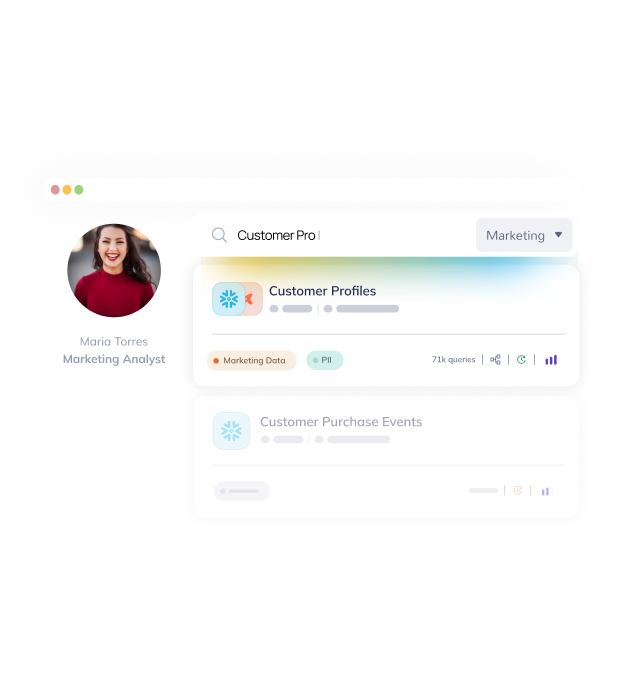 Customer Pro
Marketing
Customer Profiles
Maria Torres
Marketing Analyst
Marketing Data
PII
71k queries
Customer Purchase Events